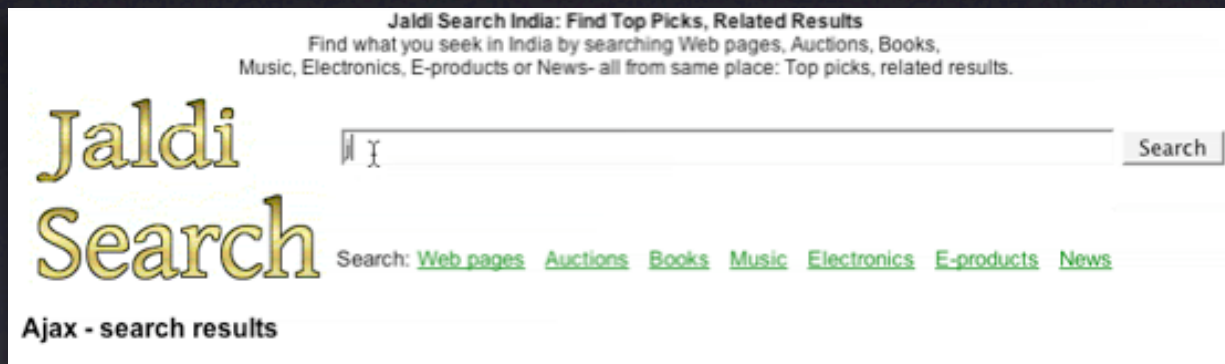 Jaldi Search India: Find Top Picks, Related Results
Find what you seek in India by searching Web pages, Auctions, Books,
Music, Electronics, E-products or News- all from same place: Top picks, related results.
Jaldi
Search
Search
Search: Web pages Auctions Books Music Electronics E-products News
Ajax - search results